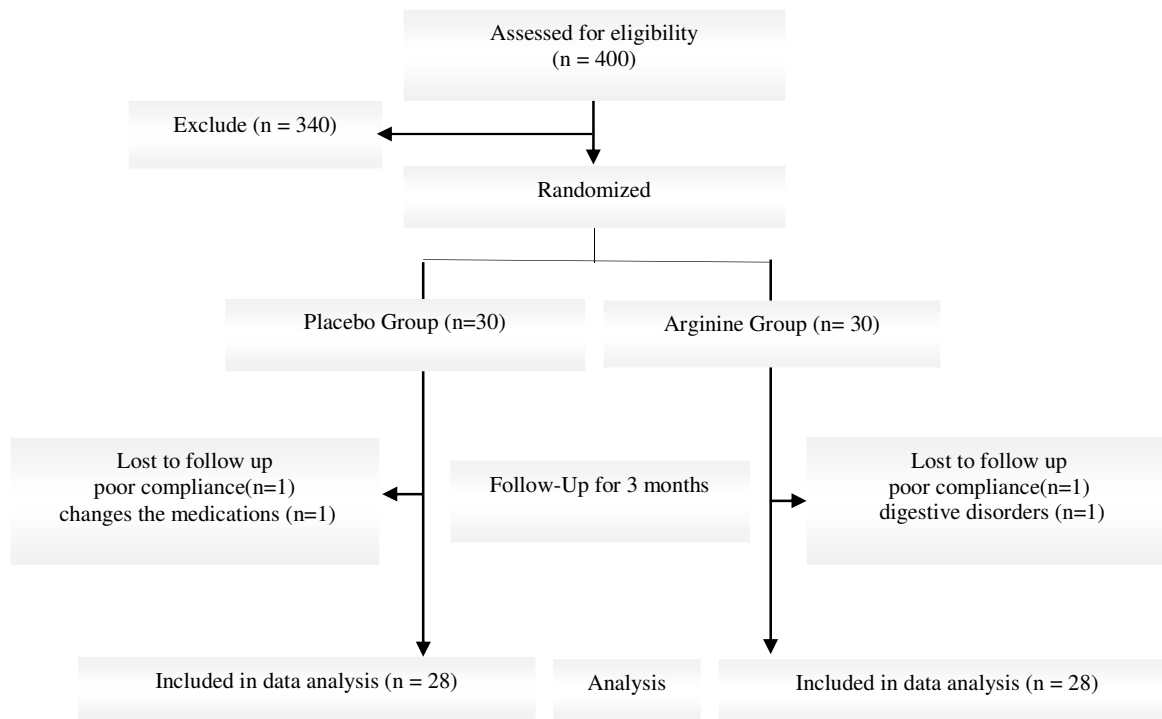 Assessed for eligibility
(n = 400)
Exclude (n = 340)
Randomized
Placebo Group (n=30)
Arginine Group (n= 30)
Lost to follow up
poor compliance(n=1)
changes the medications (n=1)
Follow-Up for 3 months
Lost to follow up
poor compliance(n=1)
digestive disorders (n=1)
Included in data analysis (n = 28)
Analysis
Included in data analysis (n = 28)